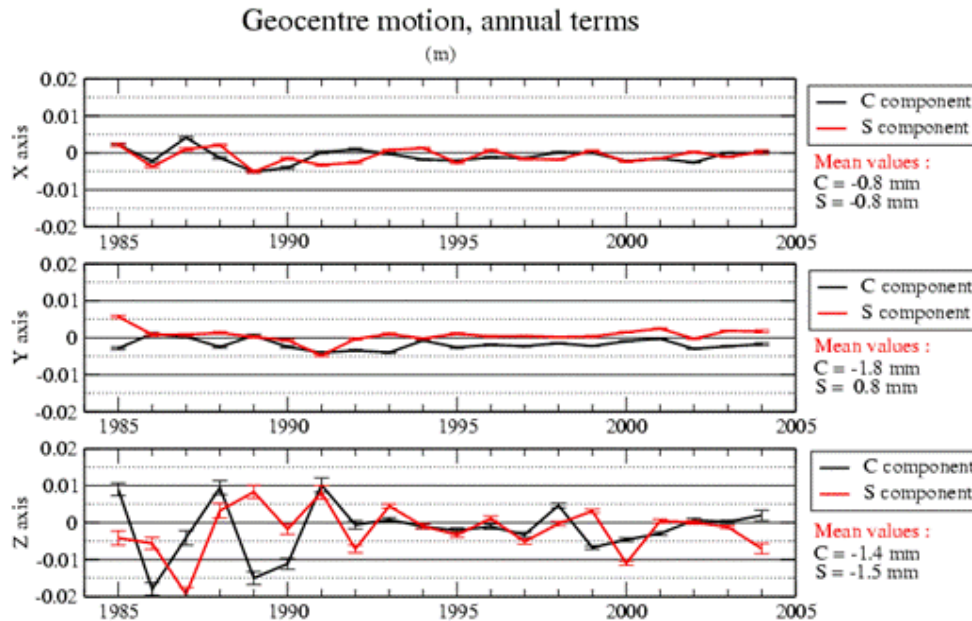 Geocentre motion, annual terms
(m)
X axis
0.02
0.01
0
-0.01
-0.02
1985 1990 1995 2000 2005
C component
S component
Mean values :
C = -0.8 mm
S = -0.8 mm
Y axis
0.02
0.01
0
-0.01
-0.02
1985 1990 1995 2000 2005
C component
S component
Mean values :
C = -1.8 mm
S = 0.8 mm
Z axis
0.02
0.01
0
-0.01
-0.02
1985 1990 1995 2000 2005
C component
S component
Mean values :
C = -1.4 mm
S = -1.5 mm